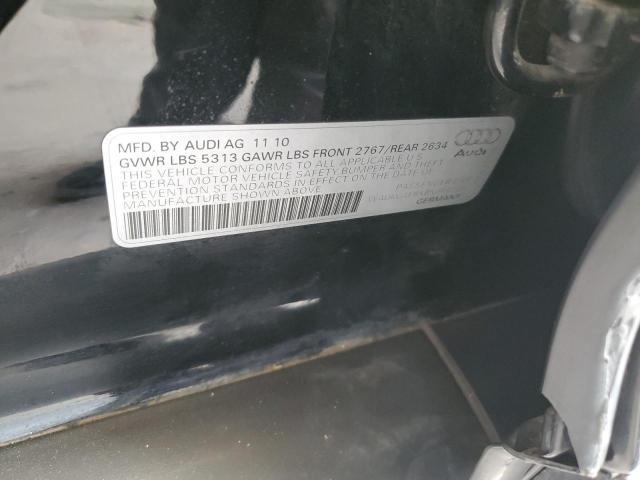 MFD. BY AUDI AG 11 10
GVWR LBS 5313 GAWR LBS FRONT 2767/REAR 2634
THIS VEHICLE CONFORMS TO ALL APPLICABLE U S
FEDERAL MOTOR VEHICLE SAFETY, BUMPER AND THEFT
PREVENTION STANDARDS IN EFFECT ON THE DATE OF
MANUFACTURE SHOWN ABOVE
Audi
PASSENGER
GERMANY